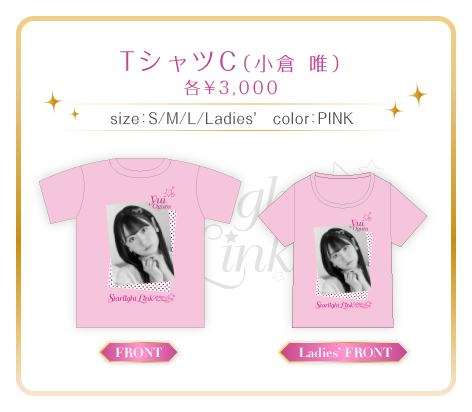 TシャツC(小倉 唯)
各¥3,000
size:S/M/L/Ladies' color:PINK
Yui
Ogura
Starlight Link
Yui
Ogura
Starlight Link
FRONT
Ladies' FRONT